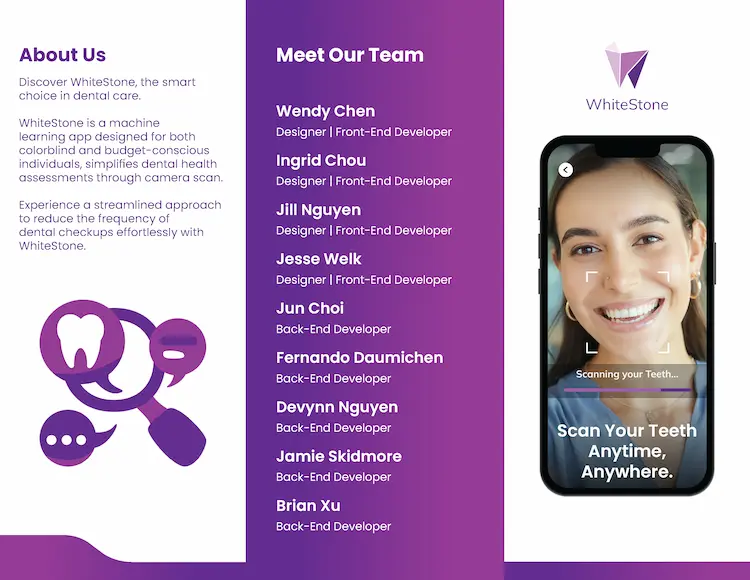 About Us
Discover WhiteStone, the smart
choice in dental care.
WhiteStone is a machine
learning app designed for both
colorblind and budget-conscious
individuals, simplifies dental health
assessments through camera scan.
Experience a streamlined approach
to reduce the frequency of
dental checkups effortlessly with
WhiteStone.
Meet Our Team
Wendy Chen
Designer | Front-End Developer
Ingrid Chou
Designer | Front-End Developer
Jill Nguyen
Designer | Front-End Developer
Jesse Welk
Designer | Front-End Developer
Jun Choi
Back-End Developer
Fernando Daumichen
Back-End Developer
Devynn Nguyen
Back-End Developer
Jamie Skidmore
Back-End Developer
Brian Xu
Back-End Developer
WhiteStone
Scanning your Teeth...
Scan Your Teeth
Anytime,
Anywhere.